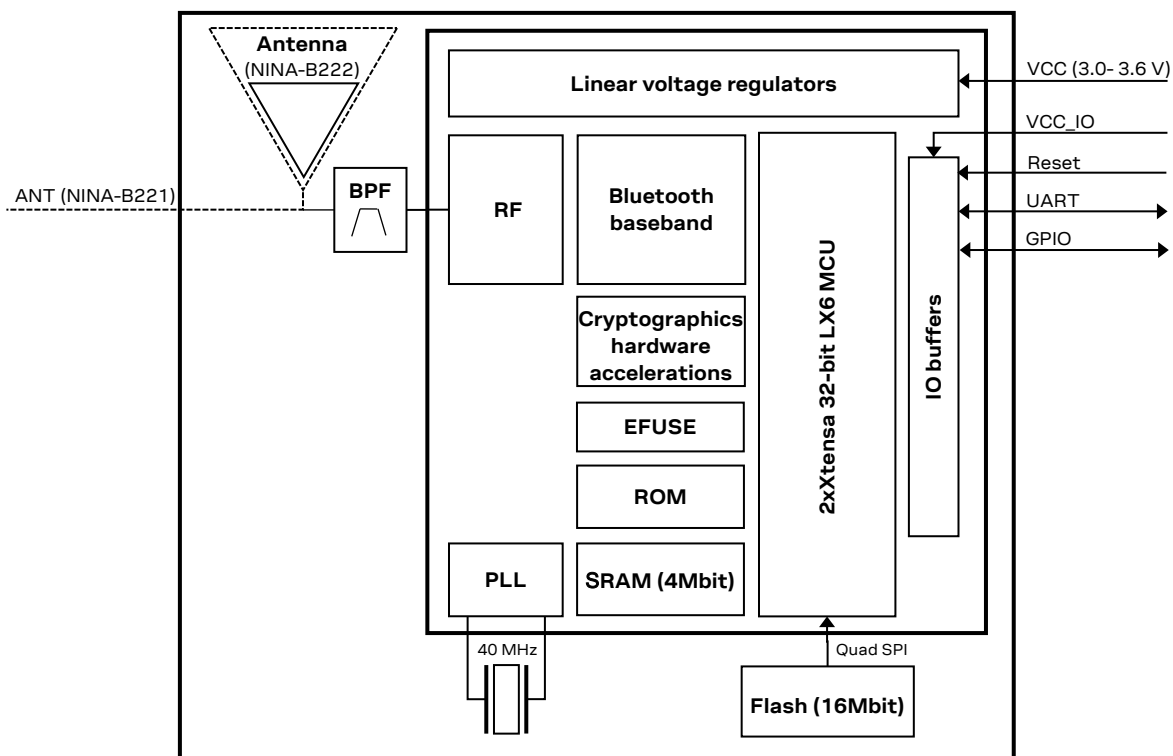 Antenna
(NINA-B222)
Linear voltage regulators
VCC (3.0- 3.6 V)
VCC_IO
Reset
UART
GPIO
ANT (NINA-B221)
BPF
RF
Bluetooth
baseband
Cryptographics
hardware
accelerations
EFUSE
ROM
PLL
SRAM (4Mbit)
2xXtensa 32-bit LX6 MCU
IO buffers
40 MHz
Quad SPI
Flash (16Mbit)